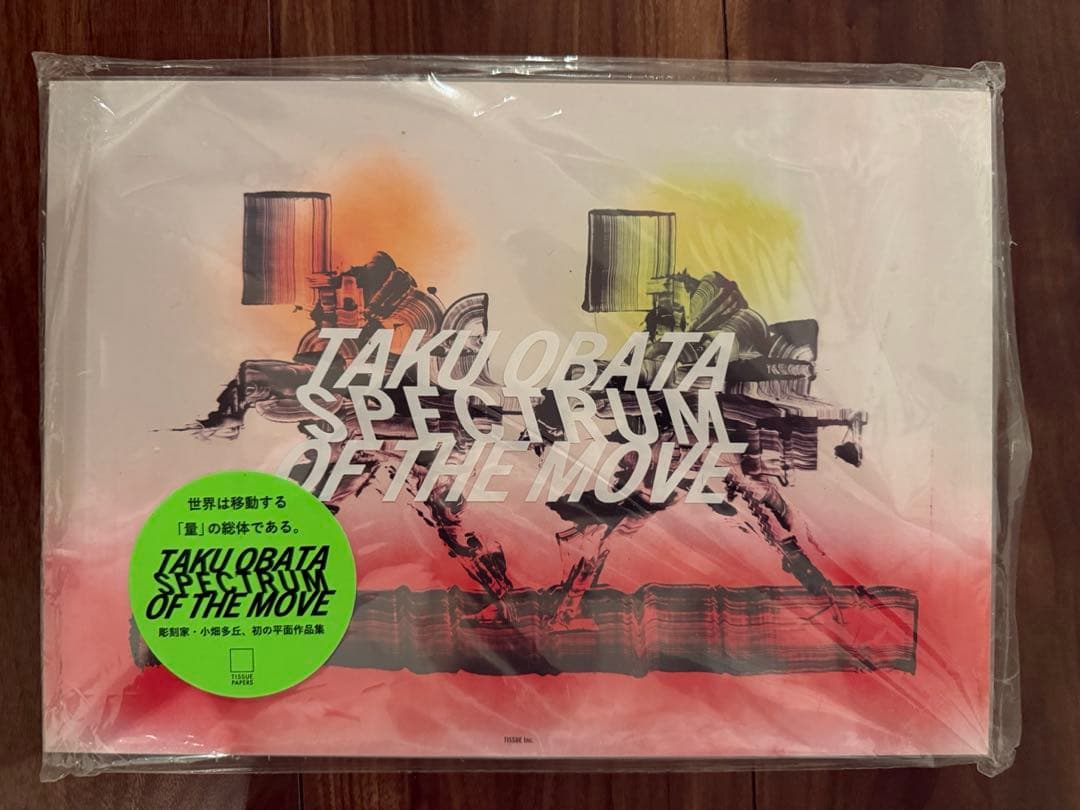 TAKU OBATA
SPECTRUM
OF THE MOVE
世界は移動する
「量」の総体である。
TAKU OBATA
SPECTRUM
OF THE MOVE
彫刻家・小畑多丘、初の平面作品集
TISSUE
PAPERS
TISSUE Inc.